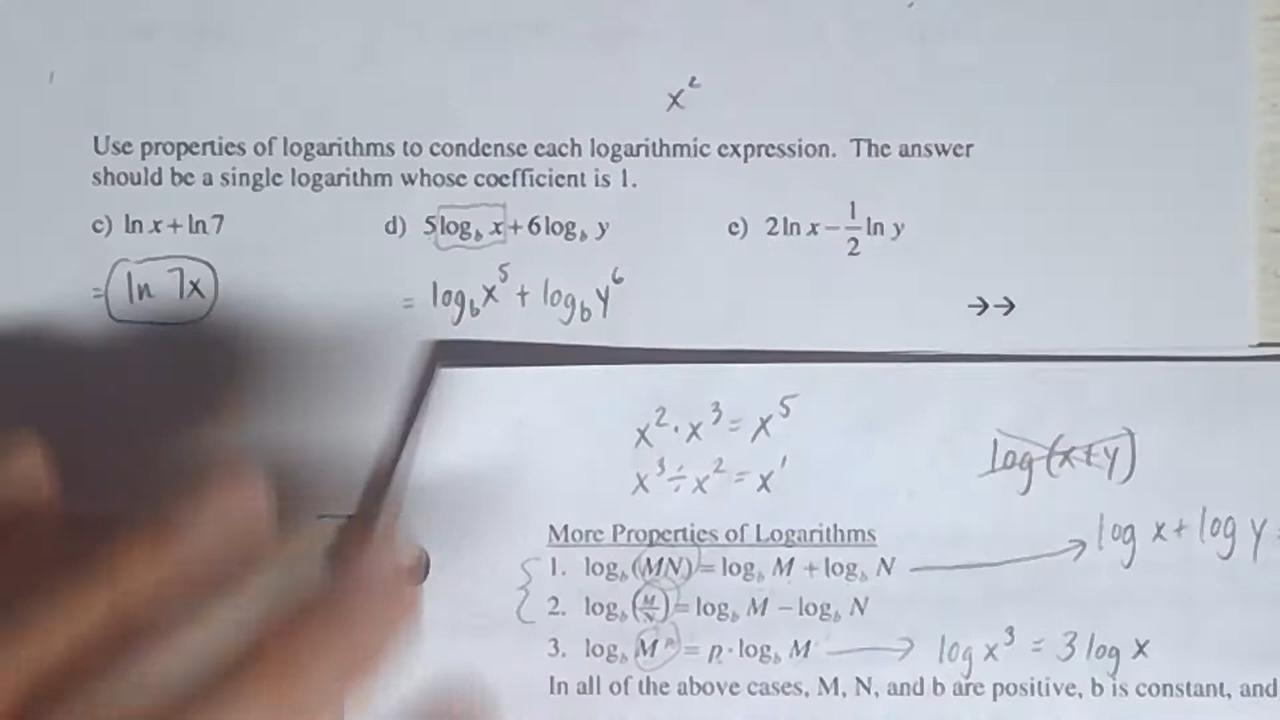 x²
Use properties of logarithms to condense each logarithmic expression. The answer
should be a single logarithm whose coefficient is 1.
c) ln x + ln 7
d) 5 log_b x + 6 log_b y
e) 2 ln x − 1/2 ln y
= ln 7x
= log_b x⁵ + log_b y⁶
→→
x² · x³ = x⁵
x³ ÷ x² = x¹
log (x+y)
More Properties of Logarithms
1. log_b (MN) = log_b M + log_b N → log x + log y
2. log_b (M/N) = log_b M − log_b N
3. log_b Mᵖ = p · log_b M → log x³ = 3 log x
In all of the above cases, M, N, and b are positive, b is constant, and